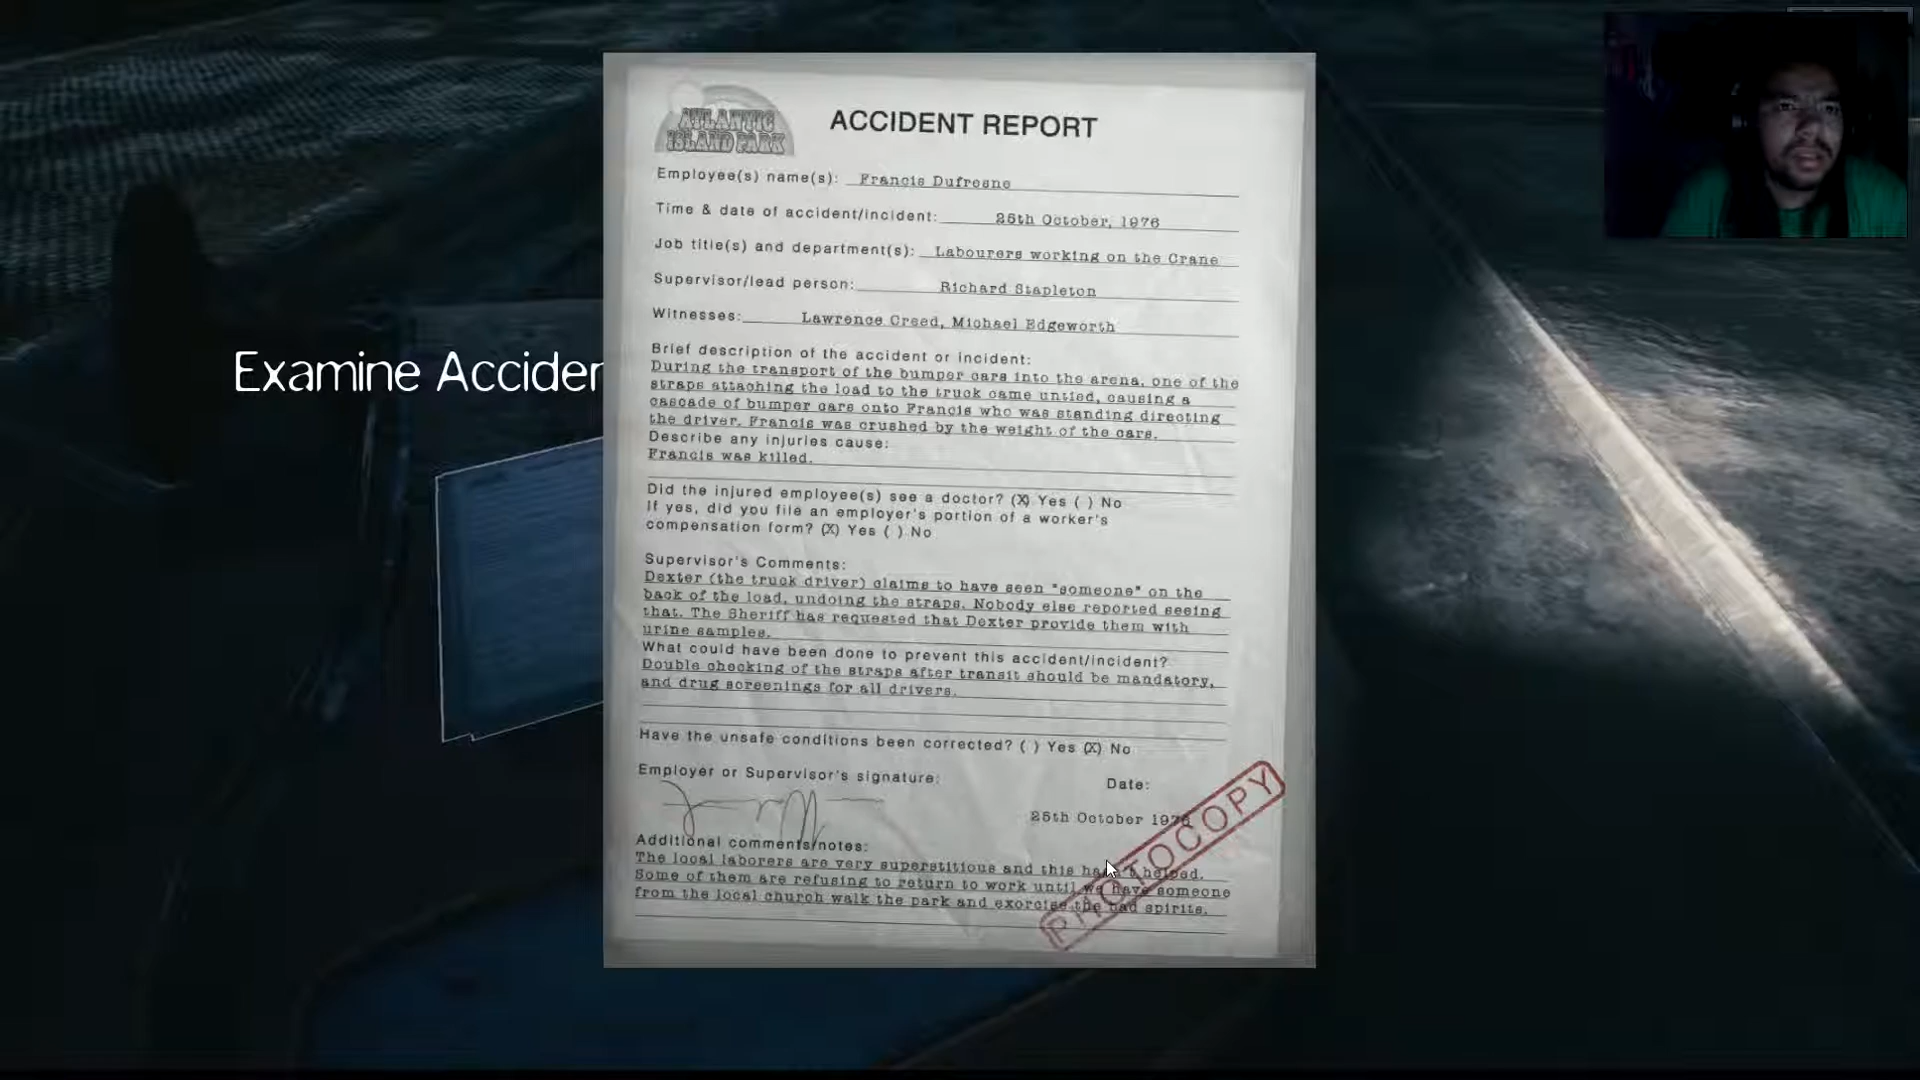 ATLANTIC
ISLAND PARK
ACCIDENT REPORT
Employee(s) name(s): Francis Dufresne
Time & date of accident/incident: 25th October, 1976
Job title(s) and department(s): Labourers working on the Crane
Supervisor/lead person: Richard Stapleton
Witnesses: Lawrence Creed, Michael Edgeworth
Examine Acciden
Brief description of the accident or incident:
During the transport of the bumper cars into the arena, one of the
straps attaching the load to the truck came untied, causing a
cascade of bumper cars onto Francis who was standing directing
the driver. Francis was crushed by the weight of the cars.
Describe any injuries cause:
Francis was killed.
Did the injured employee(s) see a doctor? (X) Yes ( ) No
If yes, did you file an employer's portion of a worker's
compensation form? (X) Yes ( ) No
Supervisor's Comments:
Dexter (the truck driver) claims to have seen "someone" on the
back of the load, undoing the straps. Nobody else reported seeing
that. The Sheriff has requested that Dexter provide them with
urine samples.
What could have been done to prevent this accident/incident?
Double checking of the straps after transit should be mandatory,
and drug screenings for all drivers.
Have the unsafe conditions been corrected? ( ) Yes (X) No
Employer or Supervisor's signature:
Date:
25th October 1976
Additional comments/notes:
The local laborers are very superstitious and this hasn't helped.
Some of them are refusing to return to work until we have someone
from the local church walk the park and exorcise the bad spirits.
PHOTOCOPY